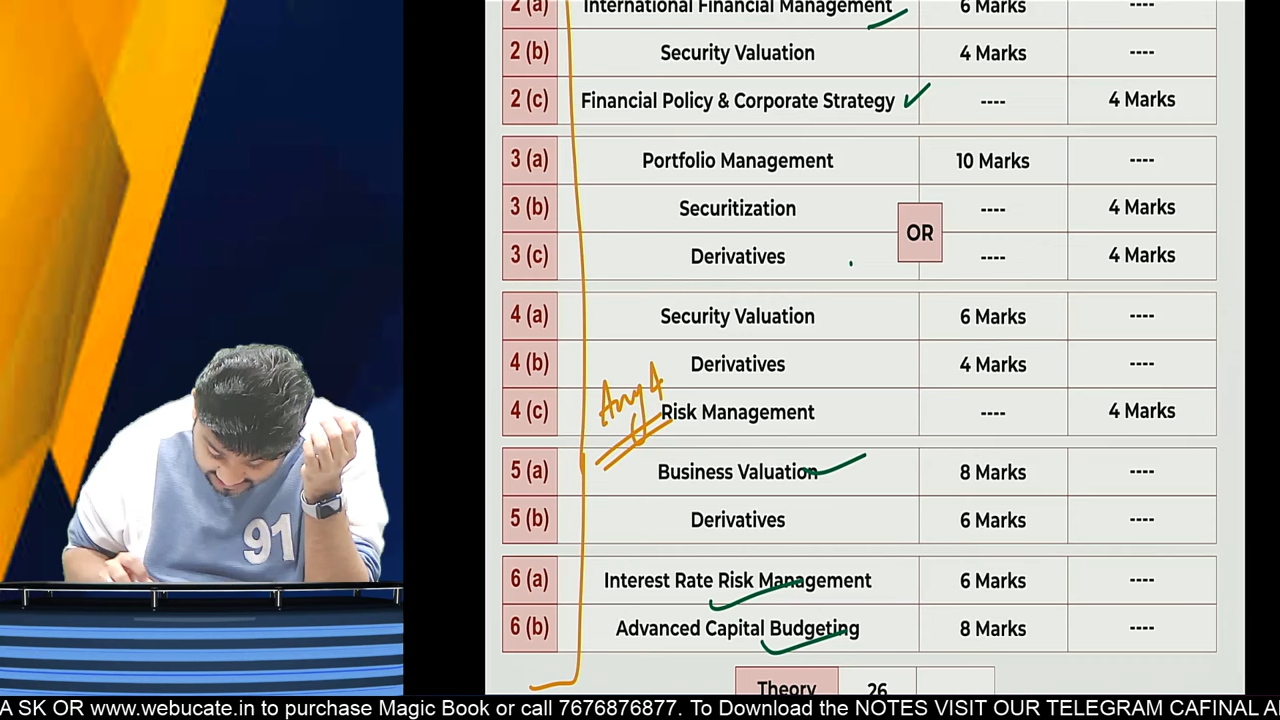 2 (a) International Financial Management 6 Marks ----
2 (b) Security Valuation 4 Marks ----
2 (c) Financial Policy & Corporate Strategy ---- 4 Marks
3 (a) Portfolio Management 10 Marks ----
3 (b) Securitization ---- 4 Marks
OR
3 (c) Derivatives ---- 4 Marks
4 (a) Security Valuation 6 Marks ----
4 (b) Derivatives 4 Marks ----
Any 4
4 (c) Risk Management ---- 4 Marks
5 (a) Business Valuation 8 Marks ----
5 (b) Derivatives 6 Marks ----
91
6 (a) Interest Rate Risk Management 6 Marks ----
6 (b) Advanced Capital Budgeting 8 Marks ----
Theory 26
A SK OR www.webucate.in to purchase Magic Book or call 7676876877. To Download the NOTES VISIT OUR TELEGRAM CAFINAL A